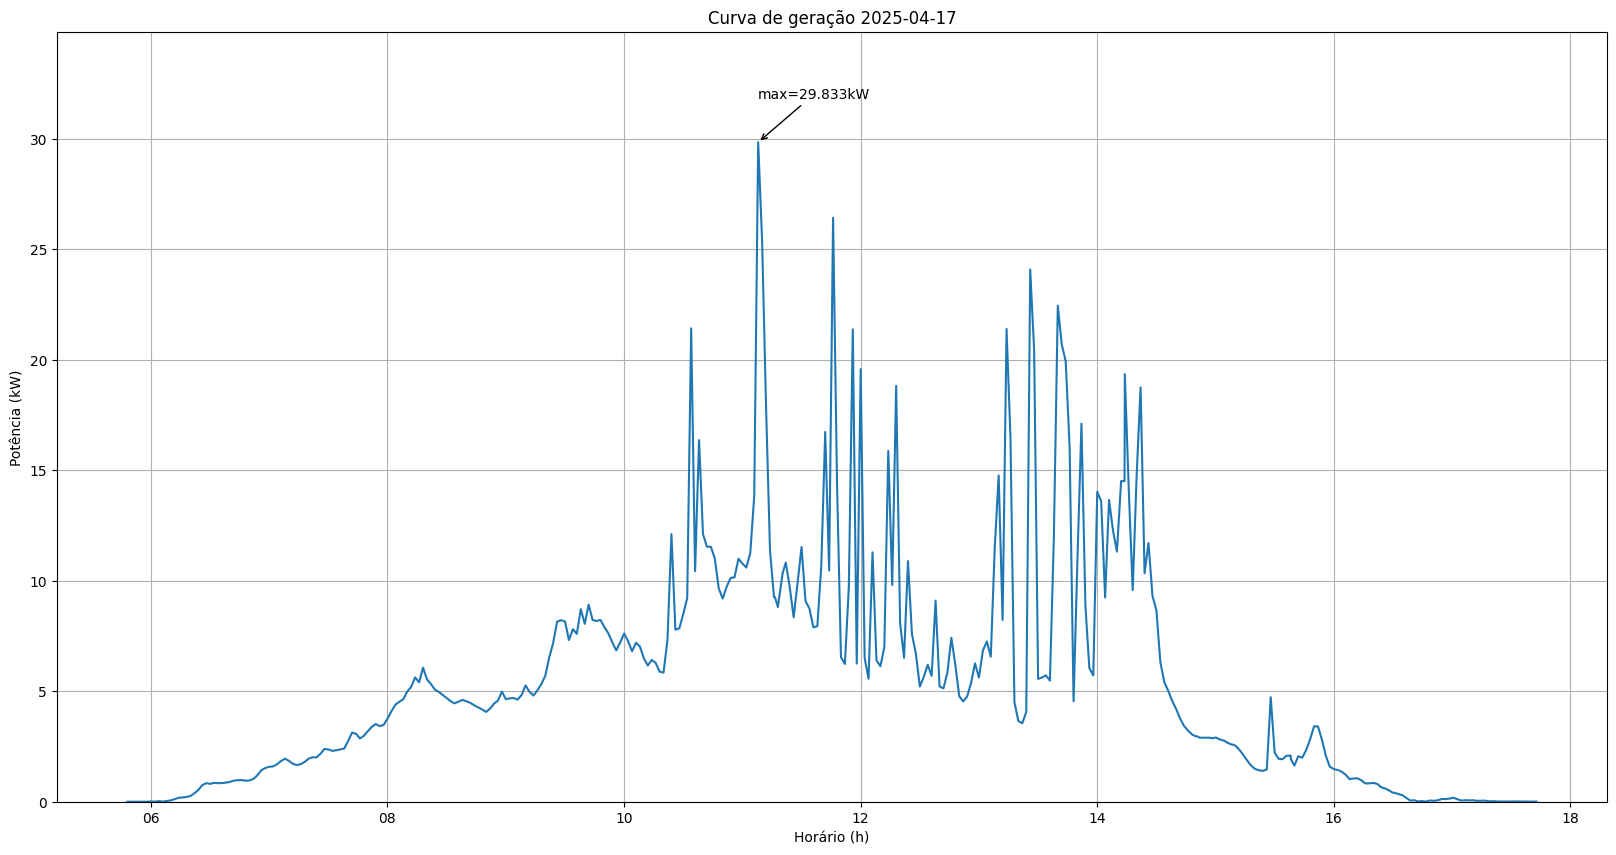 Curva de geração 2025-04-17
max=29.833kW
30
25
20
15
10
5
0
Potência (kW)
06 08 10 12 14 16 18
Horário (h)